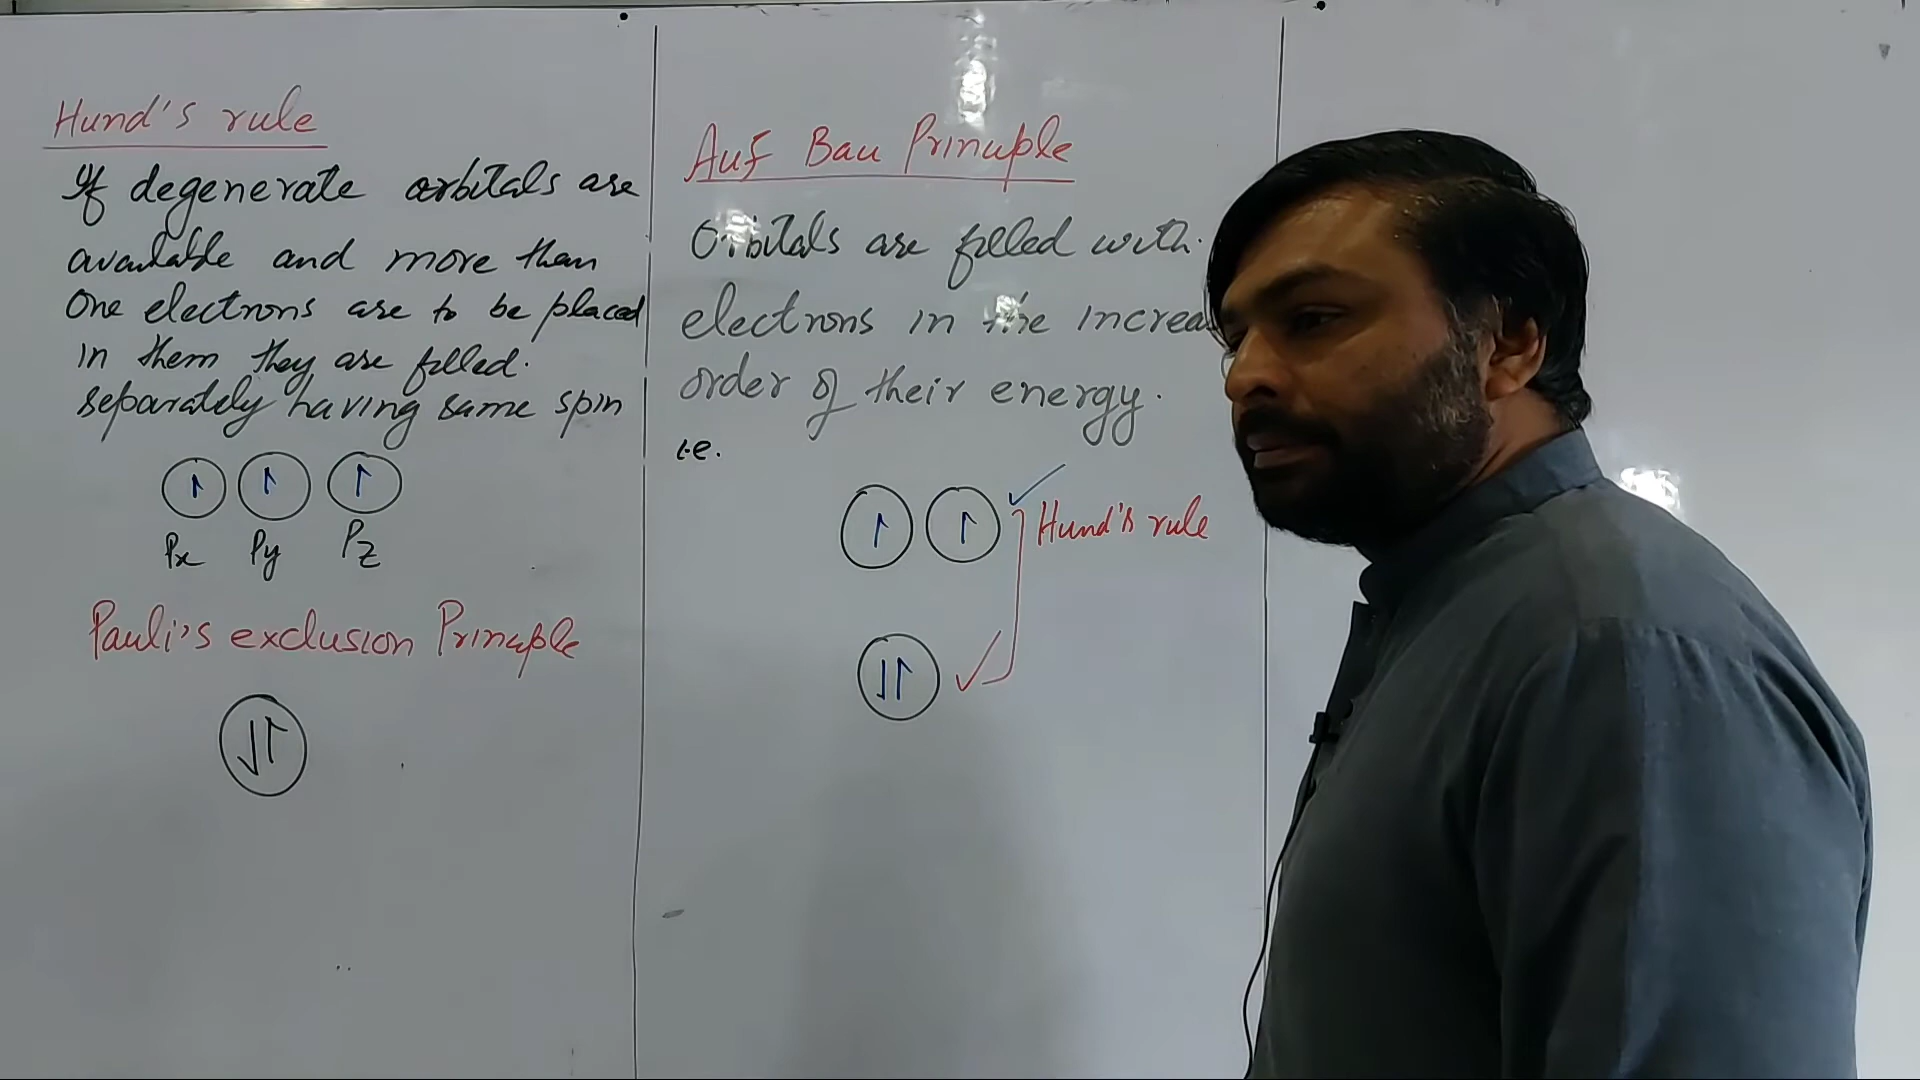 Hund's rule
If degenerate orbitals are
available and more than
One electrons are to be placed
in them they are filled.
separately having same spin
Px Py Pz
Pauli's exclusion Principle
Auf Bau Principle
Orbitals are filled with.
electrons in the increas
order of their energy.
i.e.
Hund's rule